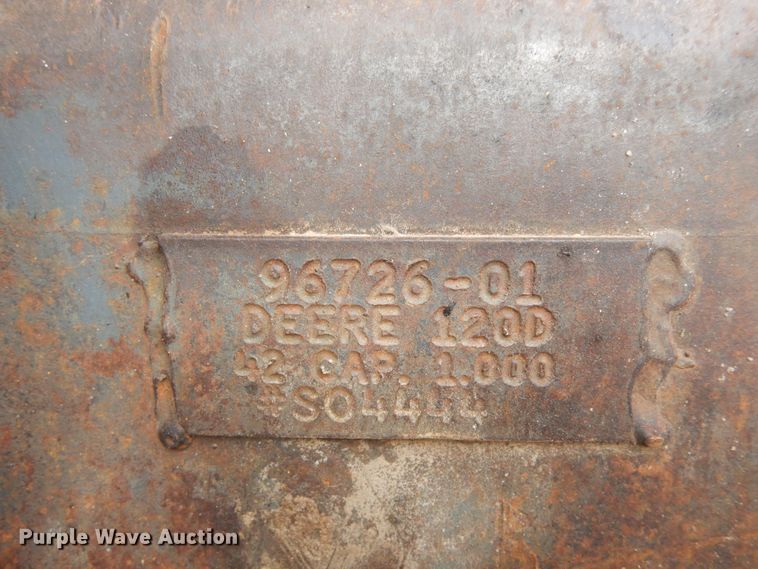 96726-01
DEERE 120D
42 CAP. 1.000
#SO4444
Purple Wave Auction®